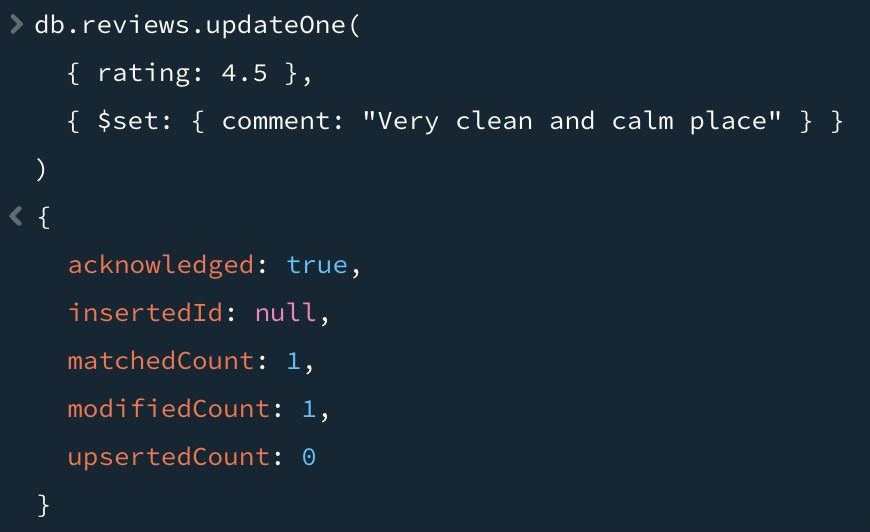 > db.reviews.updateOne(
{ rating: 4.5 },
{ $set: { comment: "Very clean and calm place" } }
)
< {
acknowledged: true,
insertedId: null,
matchedCount: 1,
modifiedCount: 1,
upsertedCount: 0
}